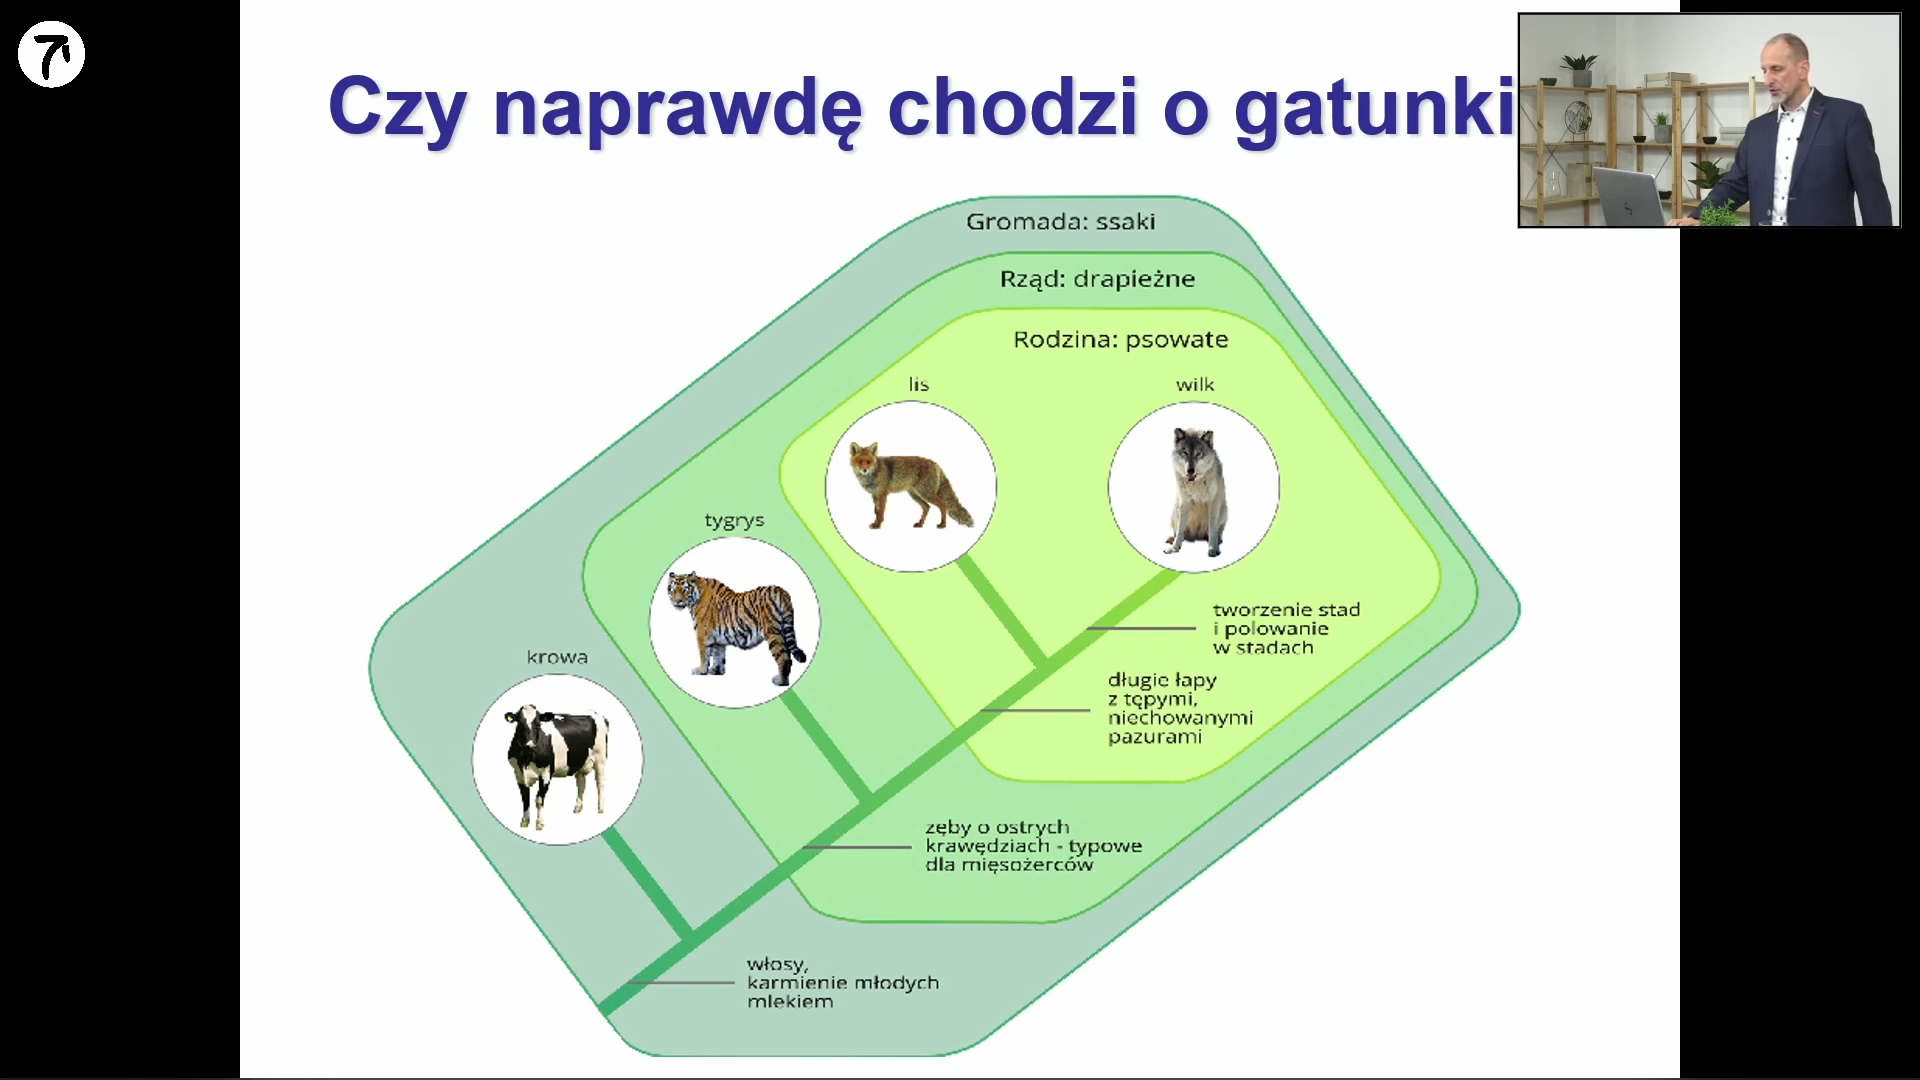 Czy naprawdę chodzi o gatunki
Gromada: ssaki
Rząd: drapieżne
Rodzina: psowate
lis
wilk
tygrys
krowa
tworzenie stad
i polowanie
w stadach
długie łapy
z tępymi,
niechowanymi
pazurami
zęby o ostrych
krawędziach - typowe
dla mięsożerców
włosy,
karmienie młodych
mlekiem